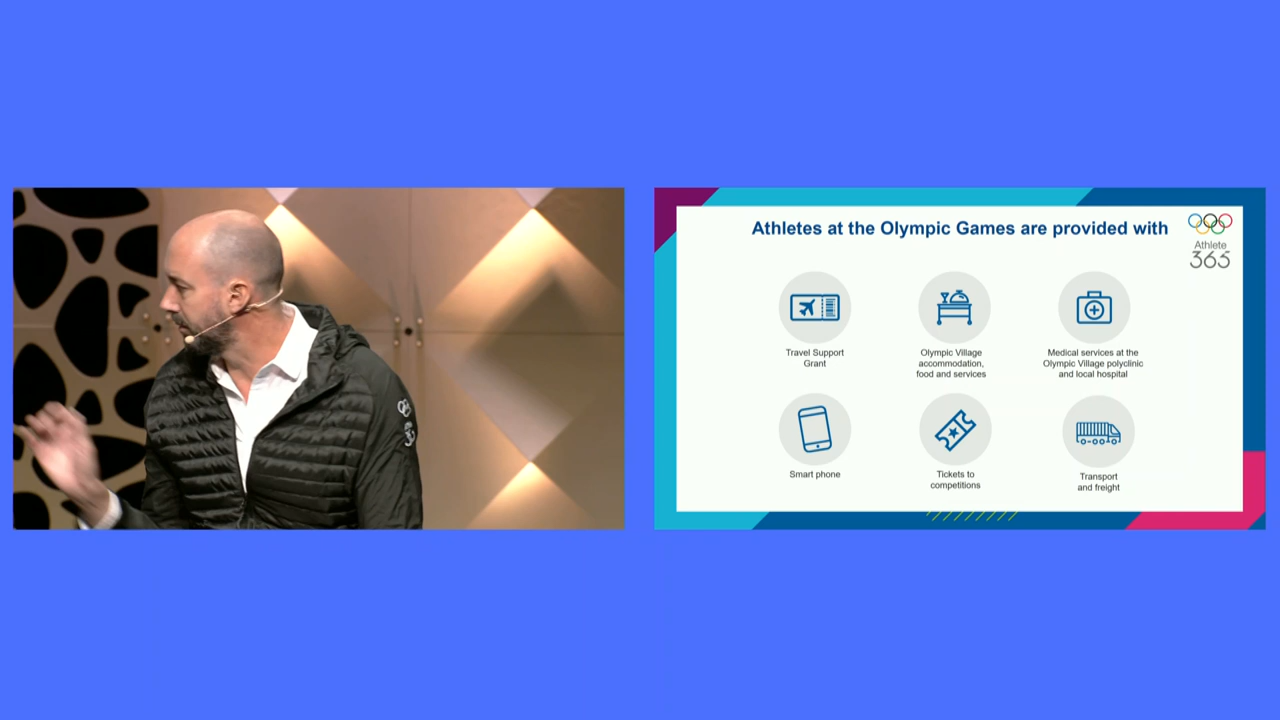 Athletes at the Olympic Games are provided with
Athlete
365
Travel Support
Grant
Olympic Village
accommodation,
food and services
Medical services at the
Olympic Village polyclinic
and local hospital
Smart phone
Tickets to
competitions
Transport
and freight